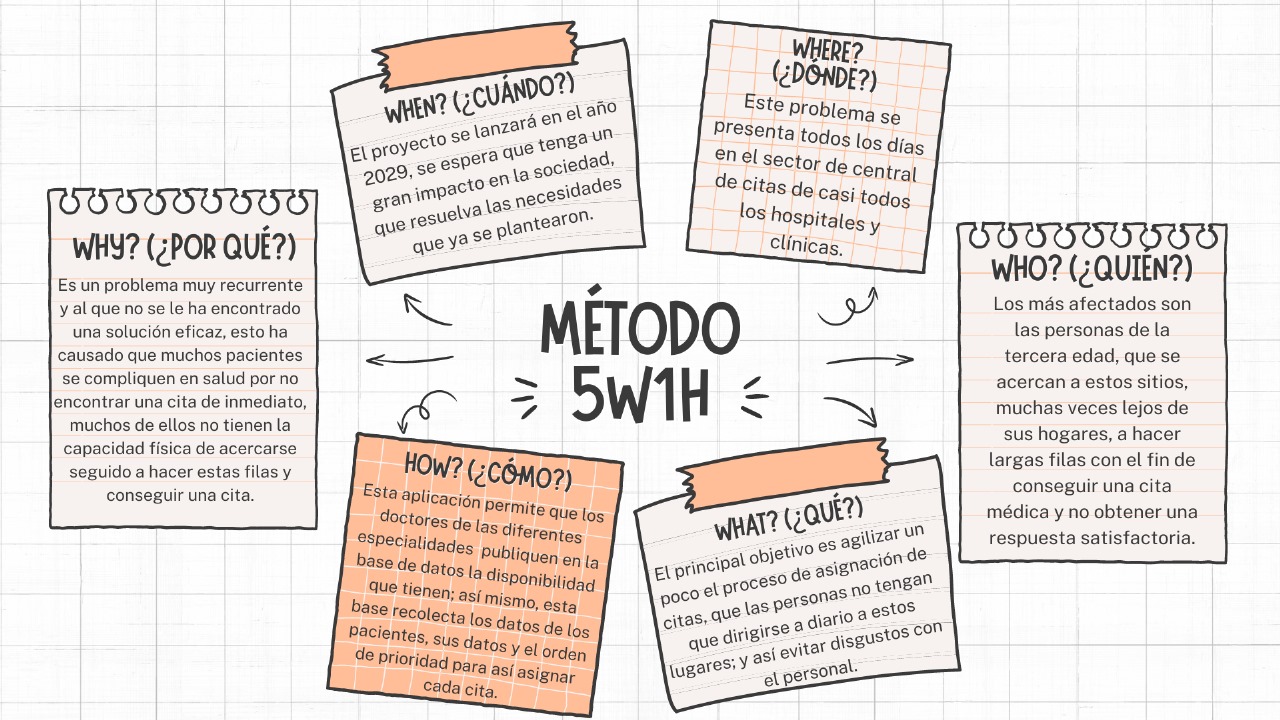 WHEN? (¿CUÁNDO?)
El proyecto se lanzará en el año
2029, se espera que tenga un
gran impacto en la sociedad,
que resuelva las necesidades
que ya se plantearon.
WHERE?
(¿DÓNDE?)
Este problema se
presenta todos los días
en el sector de central
de citas de casi todos
los hospitales y
clínicas.
WHY? (¿POR QUÉ?)
Es un problema muy recurrente
y al que no se le ha encontrado
una solución eficaz, esto ha
causado que muchos pacientes
se compliquen en salud por no
encontrar una cita de inmediato,
muchos de ellos no tienen la
capacidad física de acercarse
seguido a hacer estas filas y
conseguir una cita.
MÉTODO
5W1H
WHO? (¿QUIÉN?)
Los más afectados son
las personas de la
tercera edad, que se
acercan a estos sitios,
muchas veces lejos de
sus hogares, a hacer
largas filas con el fin de
conseguir una cita
médica y no obtener una
respuesta satisfactoria.
HOW? (¿CÓMO?)
Esta aplicación permite que los
doctores de las diferentes
especialidades publiquen en la
base de datos la disponibilidad
que tienen; así mismo, esta
base recolecta los datos de los
pacientes, sus datos y el orden
de prioridad para así asignar
cada cita.
WHAT? (¿QUÉ?)
El principal objetivo es agilizar un
poco el proceso de asignación de
citas, que las personas no tengan
que dirigirse a diario a estos
lugares; y así evitar disgustos con
el personal.